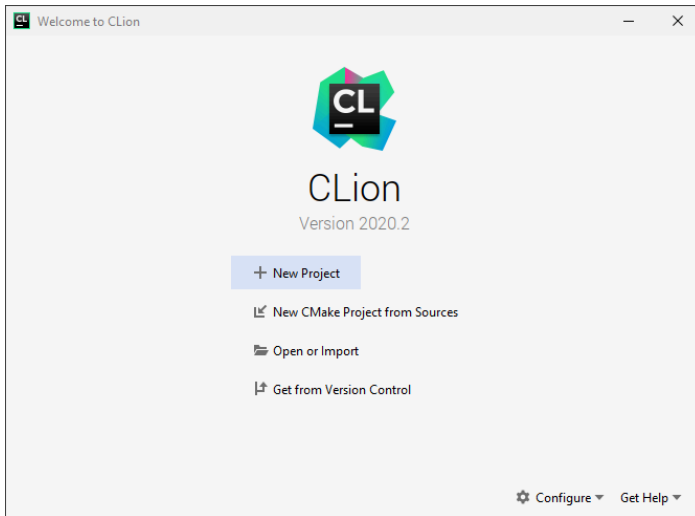 CL Welcome to CLion
CL
CLion
Version 2020.2
New Project
New CMake Project from Sources
Open or Import
Get from Version Control
Configure Get Help